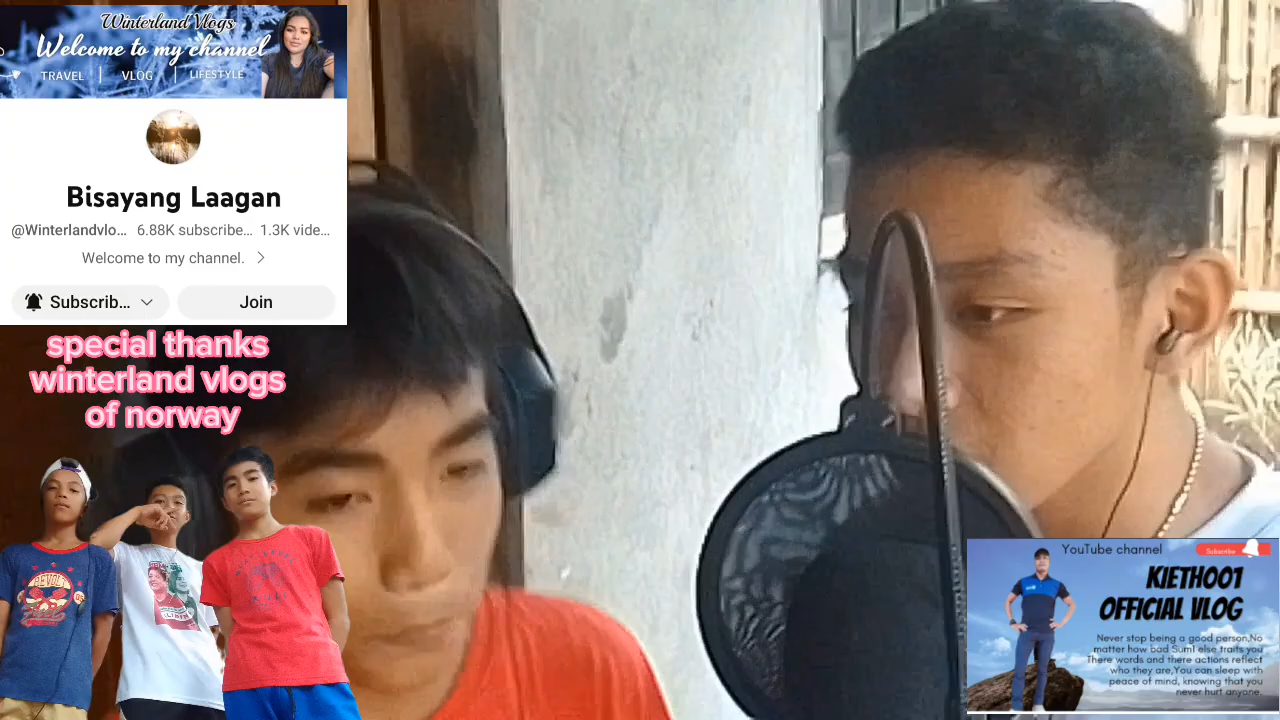 Winterland Vlogs
Welcome to my channel
TRAVEL | VLOG | LIFESTYLE
Bisayang Laagan
@Winterlandvlo... 6.88K subscribe... 1.3K vide...
Welcome to my channel.
Subscrib...
Join
special thanks
winterland vlogs
of norway
REVOL
YouTube channel
Subscribe
KIETH001
OFFICIAL VLOG
Never stop being a good person,No
matter how bad Suml else traits you
There words and there actions reflect
who they are,You can sleep with
peace of mind, knowing that you
never hurt anyone.